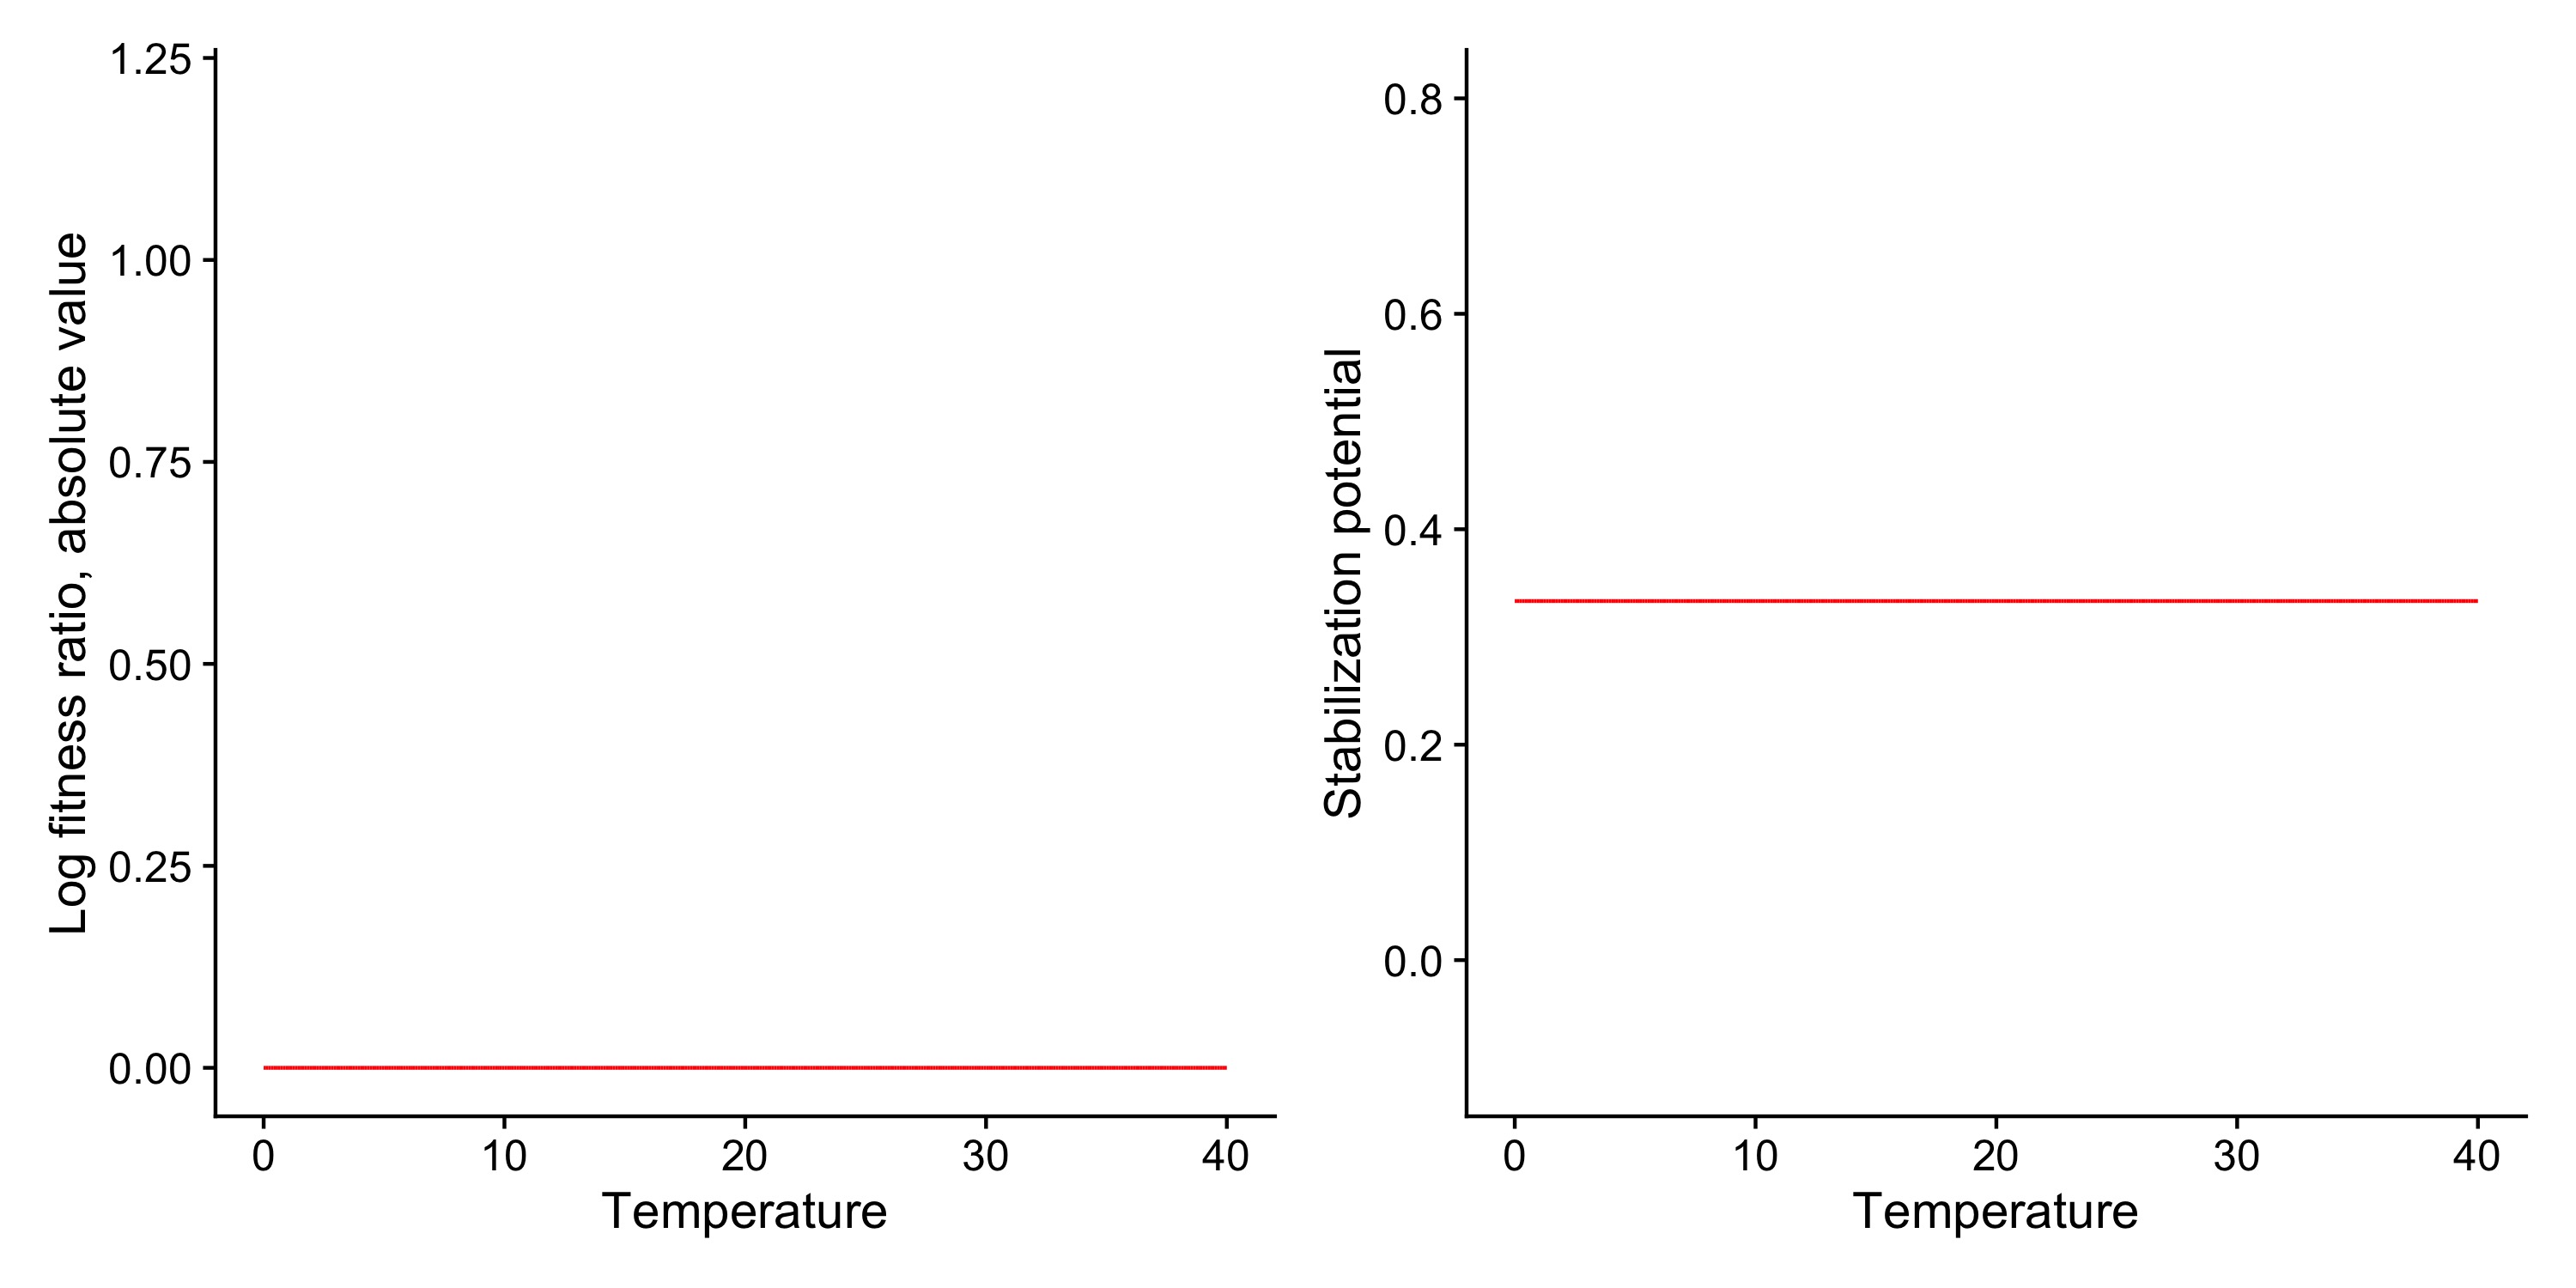 Log fitness ratio, absolute value
1.25
1.00
0.75
0.50
0.25
0.00
0 10 20 30 40
Temperature
Stabilization potential
0.8
0.6
0.4
0.2
0.0
0 10 20 30 40
Temperature